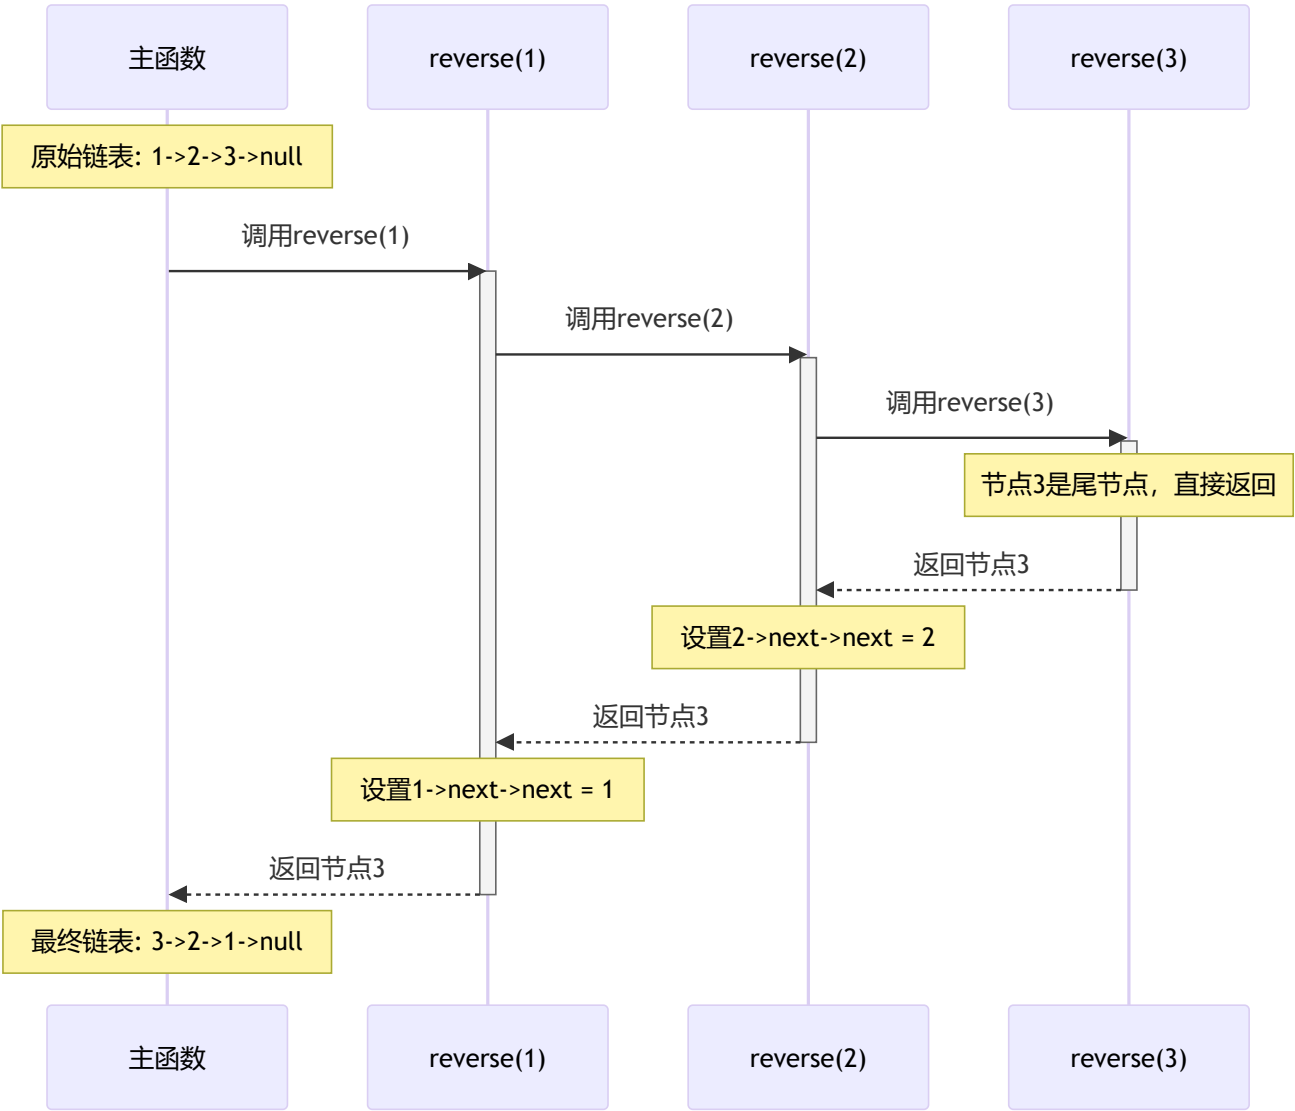 主函数
reverse(1)
reverse(2)
reverse(3)
原始链表: 1->2->3->null
调用reverse(1)
调用reverse(2)
调用reverse(3)
节点3是尾节点，直接返回
返回节点3
设置2->next->next = 2
返回节点3
设置1->next->next = 1
返回节点3
最终链表: 3->2->1->null
主函数
reverse(1)
reverse(2)
reverse(3)